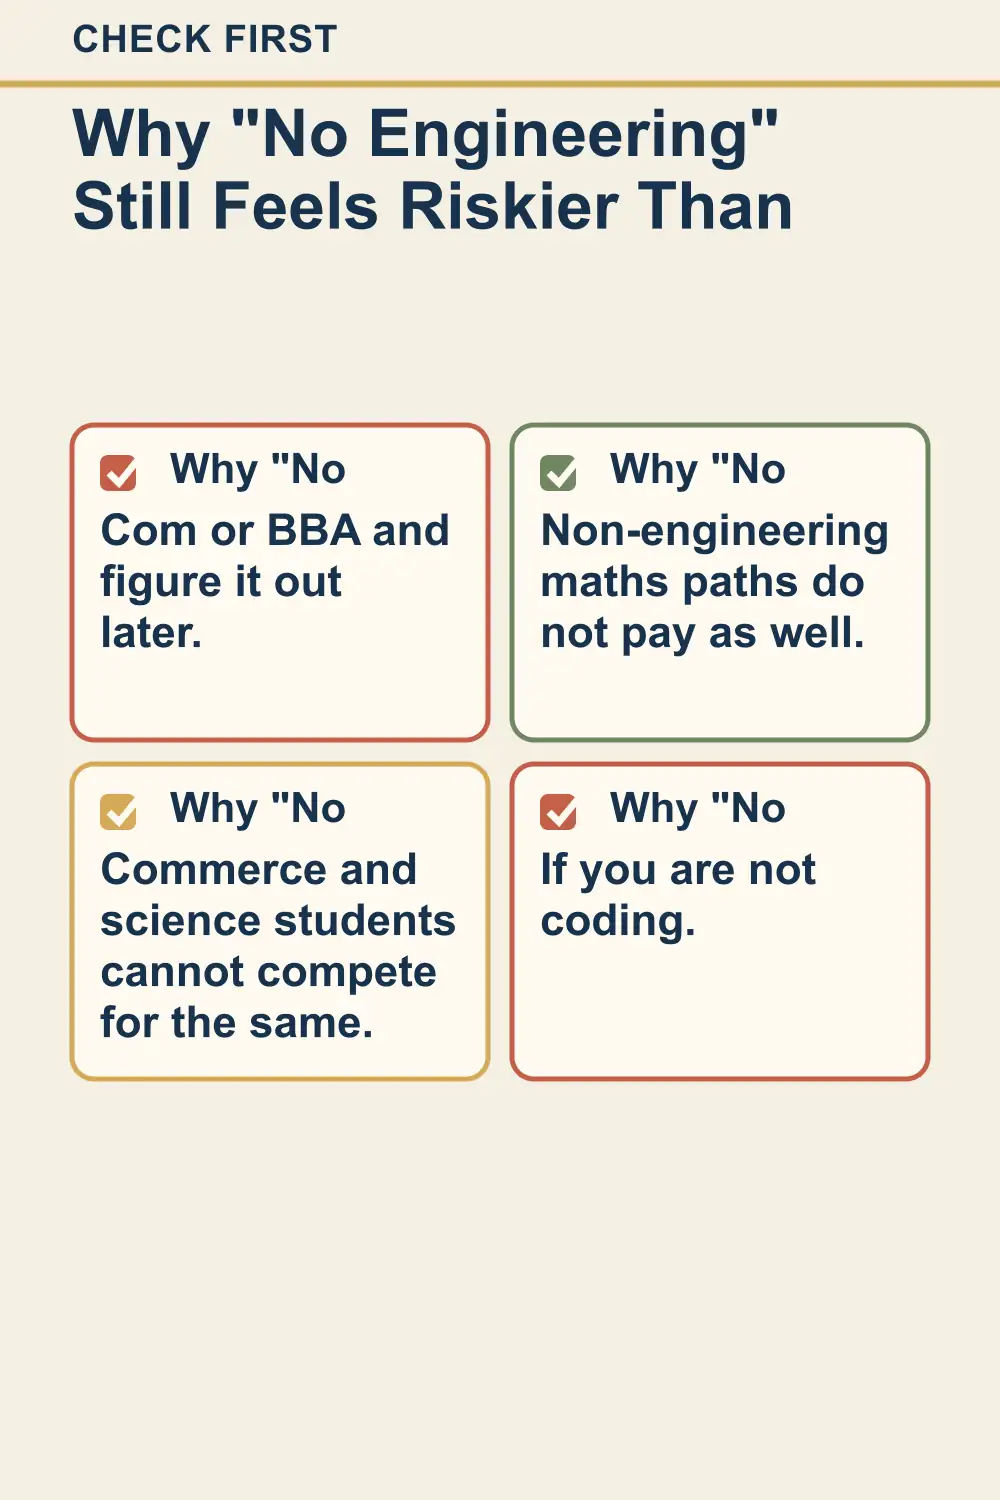 CHECK FIRST
Why "No Engineering"
Still Feels Riskier Than
Why "No
Com or BBA and
figure it out
later.
Why "No
Non-engineering
maths paths do
not pay as well.
Why "No
Commerce and
science students
cannot compete
for the same.
Why "No
If you are not
coding.